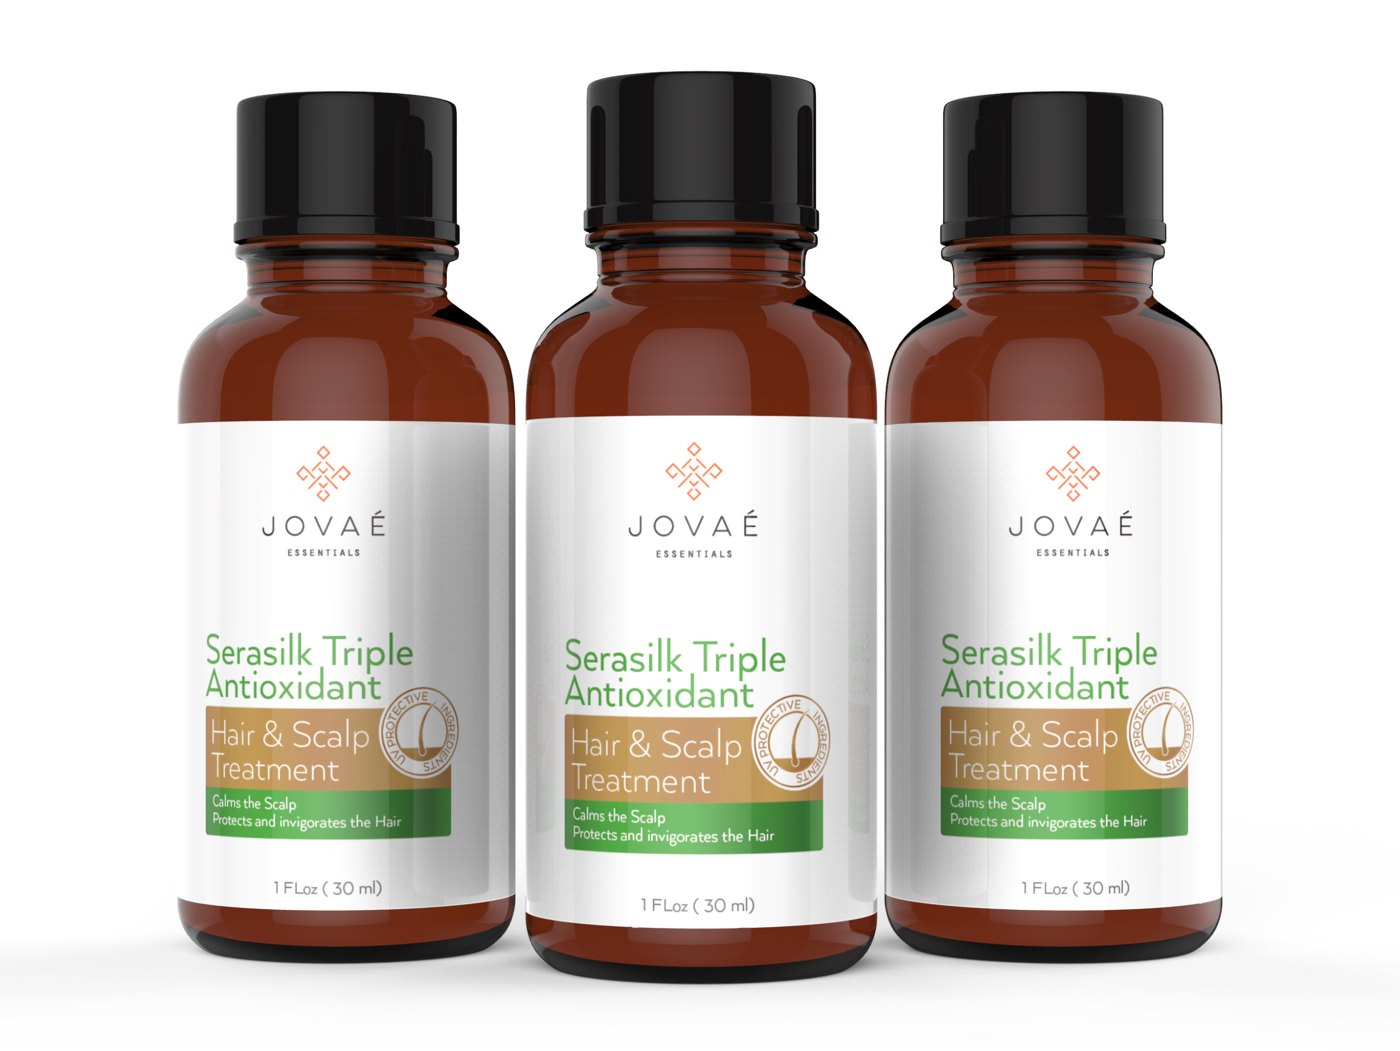 JOVAÉ
ESSENTIALS
Serasilk Triple
Antioxidant
Hair & Scalp
Treatment
UV PROTECTIVE INGREDIENTS
Calms the Scalp
Protects and invigorates the Hair
1 FLoz ( 30 ml)
JOVAÉ
ESSENTIALS
Serasilk Triple
Antioxidant
Hair & Scalp
Treatment
UV PROTECTIVE INGREDIENTS
Calms the Scalp
Protects and invigorates the Hair
1 FLoz ( 30 ml)
JOVAÉ
ESSENTIALS
Serasilk Triple
Antioxidant
Hair & Scalp
Treatment
UV PROTECTIVE INGREDIENTS
Calms the Scalp
Protects and invigorates the Hair
1 FLoz ( 30 ml)